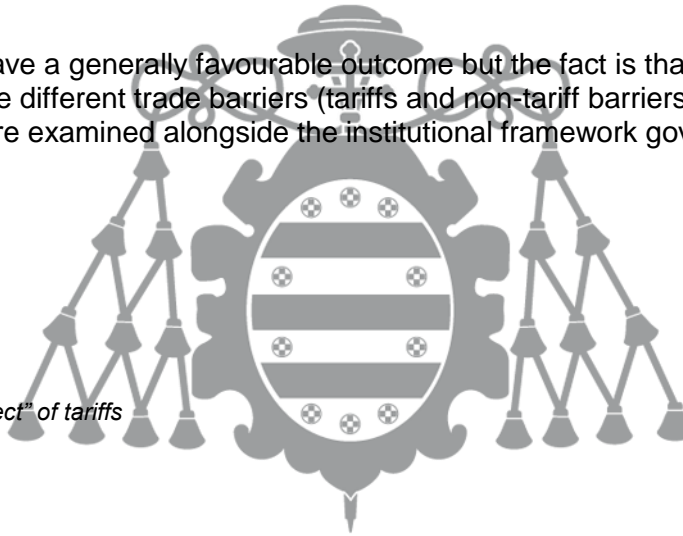 ave a generally favourable outcome but the fact is tha
e different trade barriers (tariffs and non-tariff barriers
re examined alongside the institutional framework gov
ect" of tariffs